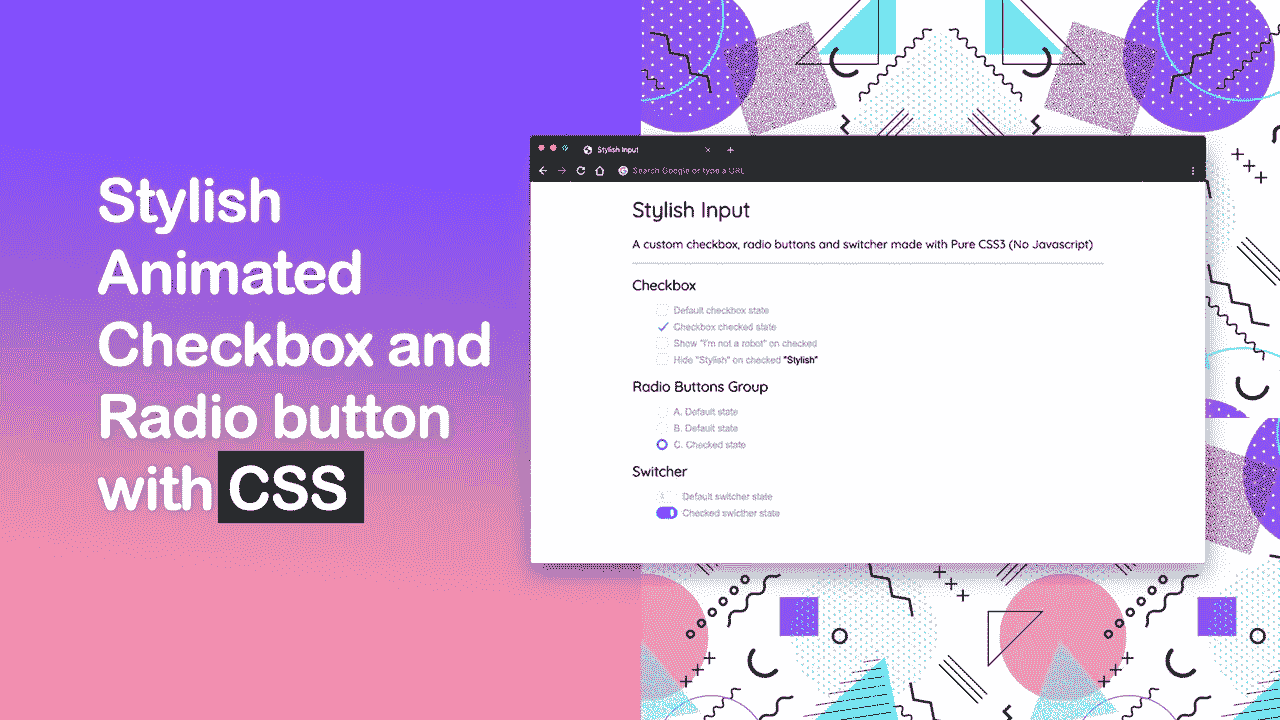 Stylish
Animated
Checkbox and
Radio button
with CSS
Stylish Input
Search Google or type a URL
Stylish Input
A custom checkbox, radio buttons and switcher made with Pure CSS3 (No Javascript)
Checkbox
Default checkbox state
Checkbox checked state
Show "I'm not a robot" on checked
Hide "Stylish" on checked "Stylish"
Radio Buttons Group
A. Default state
B. Default state
C. Checked state
Switcher
Default switcher state
Checked swicther state